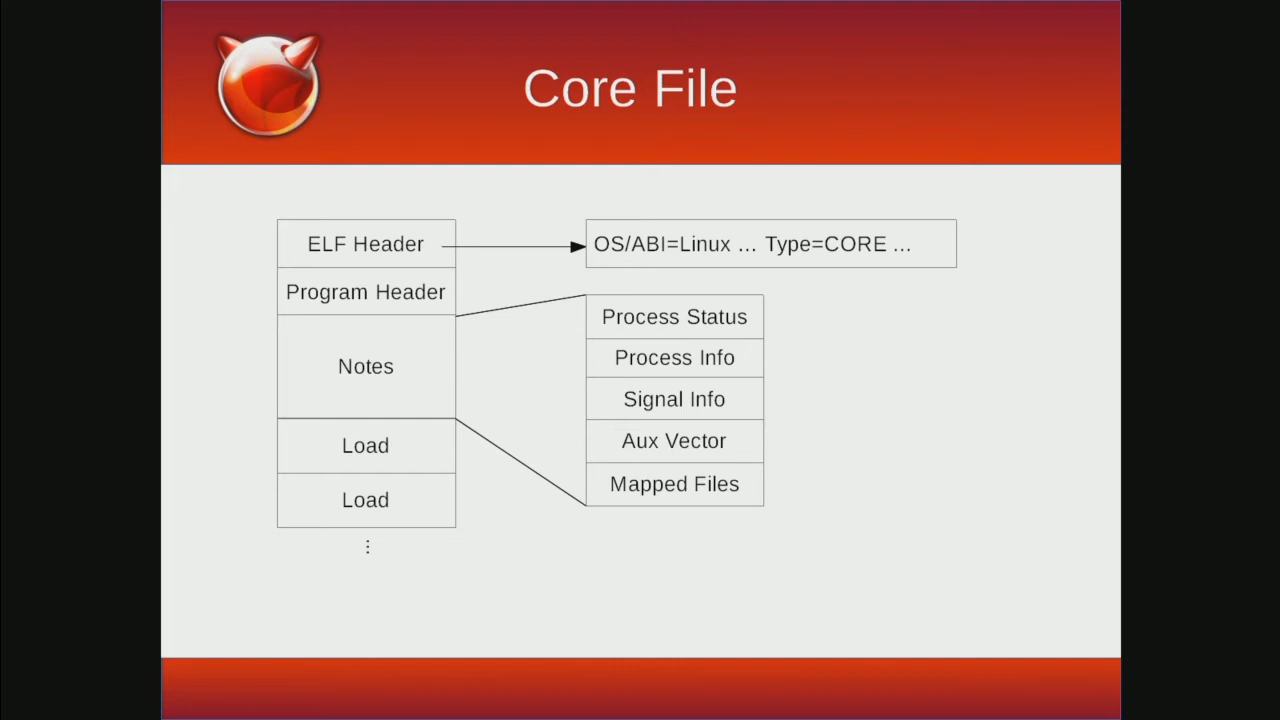 Core File
ELF Header
OS/ABI=Linux ... Type=CORE ...
Program Header
Notes
Load
Load
Process Status
Process Info
Signal Info
Aux Vector
Mapped Files